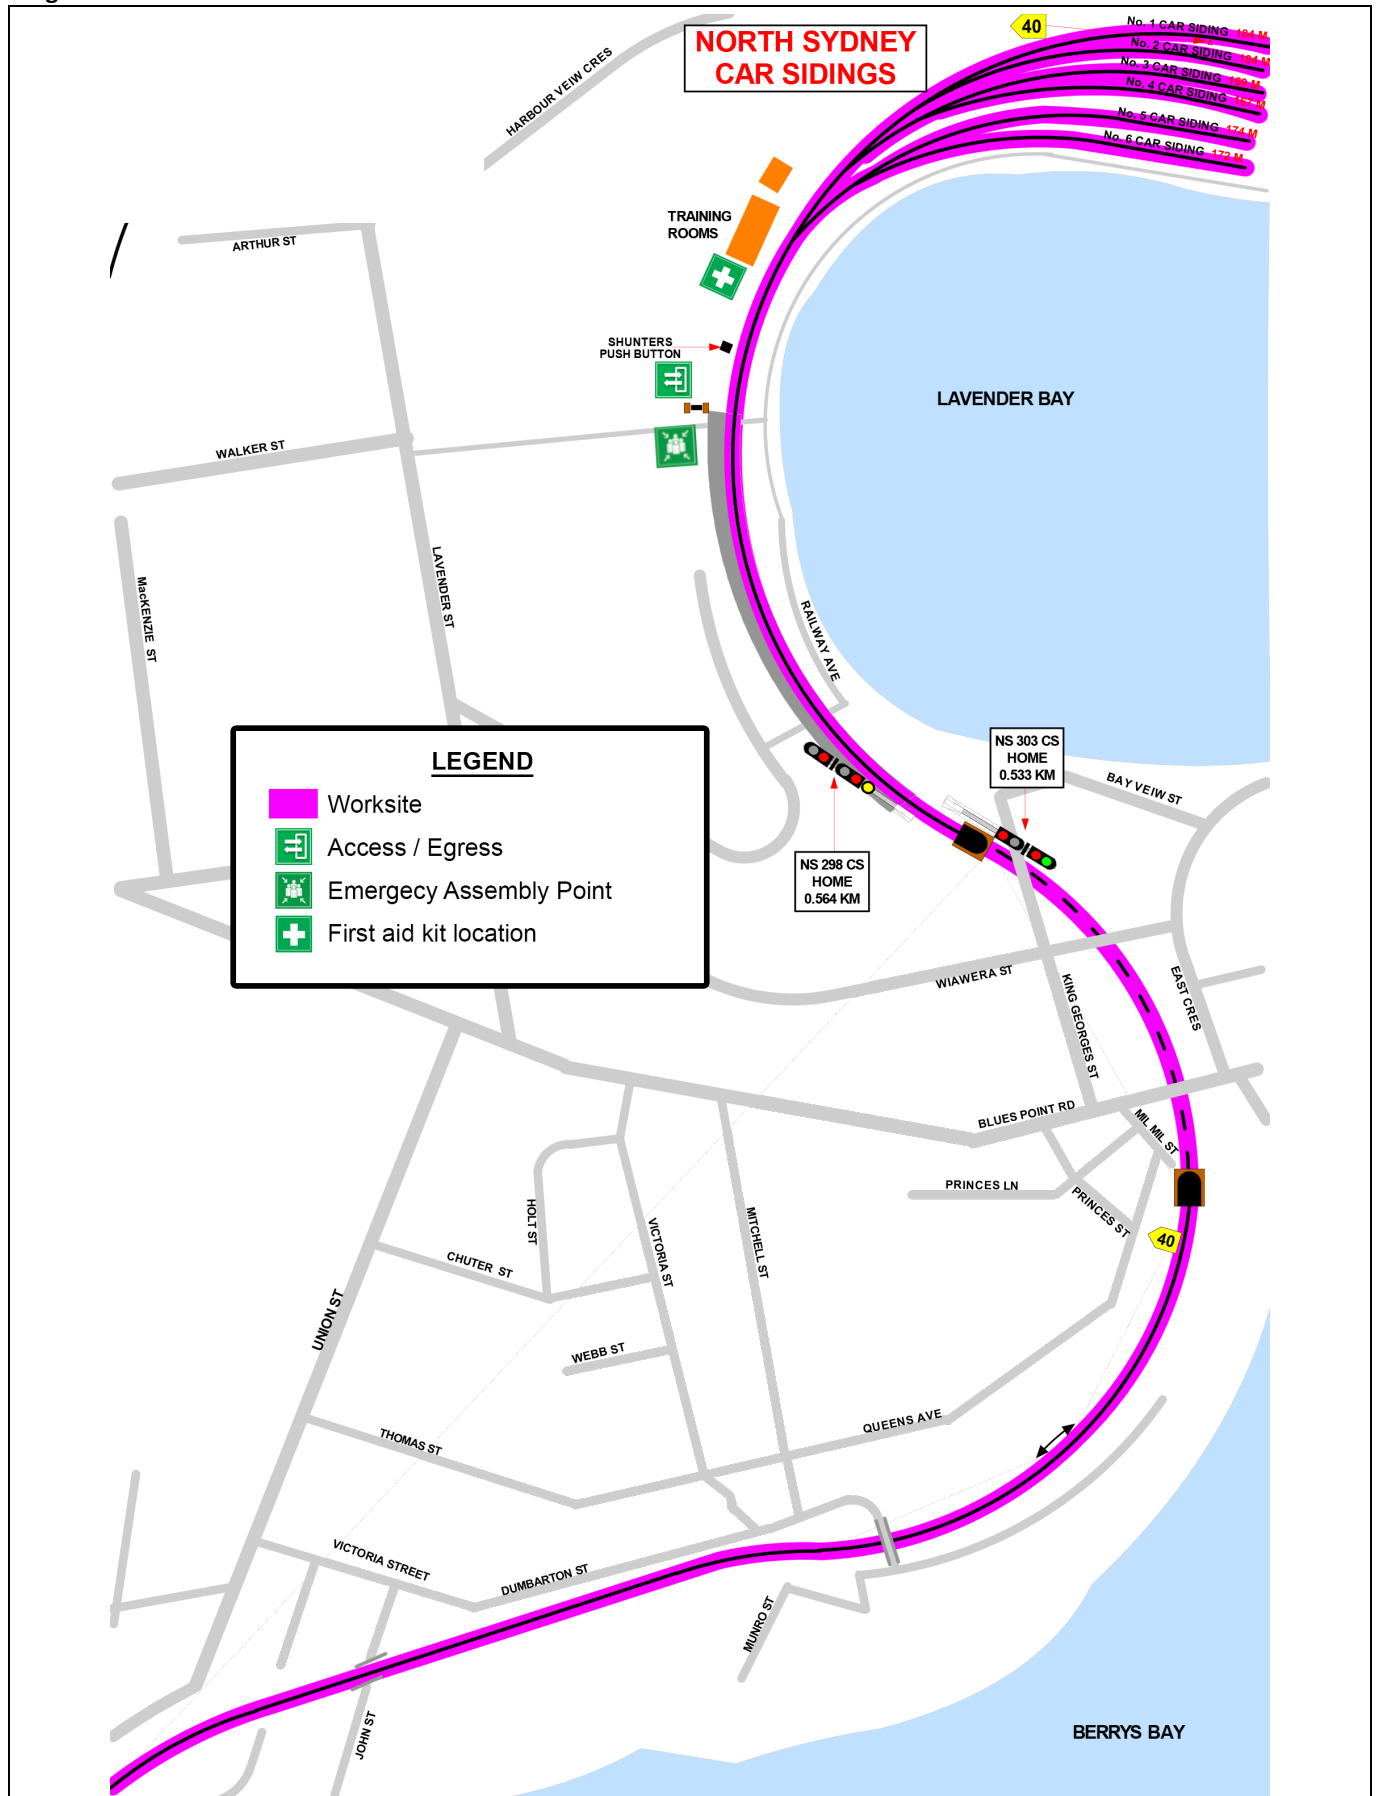 40
NORTH SYDNEY
CAR SIDINGS
No. 1 CAR SIDING 184 M
No. 2 CAR SIDING 184 M
No. 3 CAR SIDING
No. 4 CAR SIDING 167 M
No. 5 CAR SIDING 174 M
No. 6 CAR SIDING 172 M
HARBOUR VEIW CRES
TRAINING
ROOMS
ARTHUR ST
SHUNTERS
PUSH BUTTON
LAVENDER BAY
WALKER ST
LAVENDER ST
MacKENZIE ST
RAILWAY AVE
NS 303 CS
HOME
0.533 KM
BAY VEIW ST
LEGEND
Worksite
Access / Egress
Emergecy Assembly Point
First aid kit location
NS 298 CS
HOME
0.564 KM
WIAWERA ST
KING GEORGES ST
EAST CRES
BLUES POINT RD
MIL MIL ST
PRINCES LN
PRINCES ST
40
HOLT ST
VICTORIA ST
MITCHELL ST
CHUTER ST
UNION ST
WEBB ST
THOMAS ST
QUEENS AVE
VICTORIA STREET
DUMBARTON ST
MUNRO ST
JOHN ST
BERRYS BAY